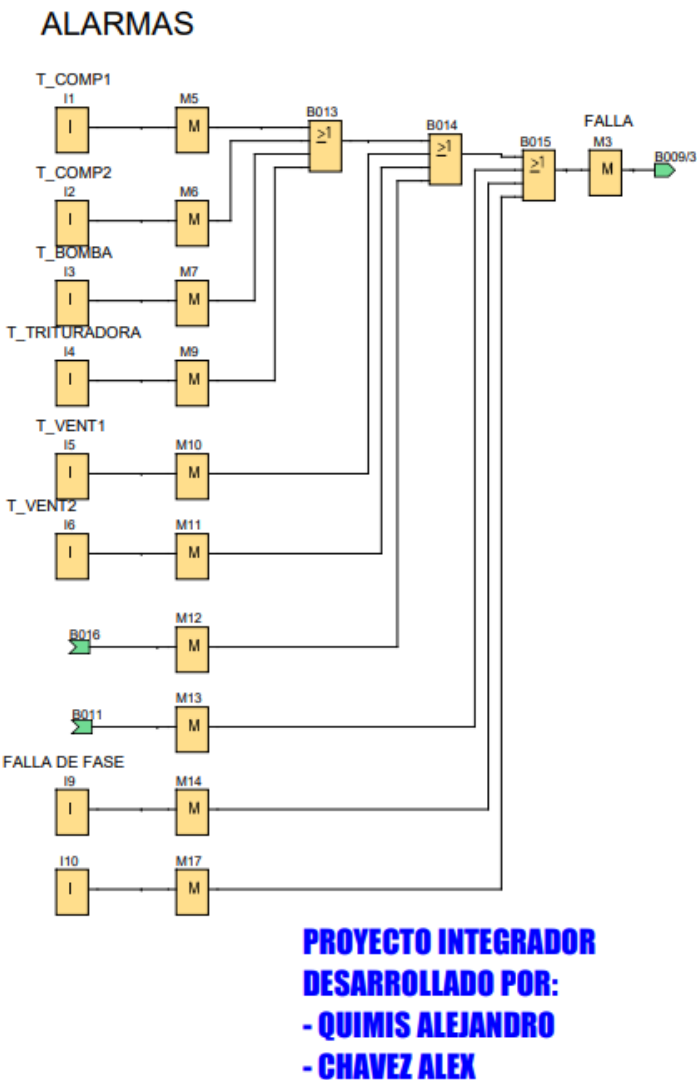 ALARMAS
T_COMP1
I1
I
M5
M
B013
≥1
B014
≥1
B015
≥1
FALLA
M3
M
B009/3
T_COMP2
I2
I
M6
M
T_BOMBA
I3
I
M7
M
T_TRITURADORA
I4
I
M9
M
T_VENT1
I5
I
M10
M
T_VENT2
I6
I
M11
M
B016
M12
M
B011
M13
M
FALLA DE FASE
I9
I
M14
M
I10
I
M17
M
PROYECTO INTEGRADOR
DESARROLLADO POR:
- QUIMIS ALEJANDRO
- CHAVEZ ALEX